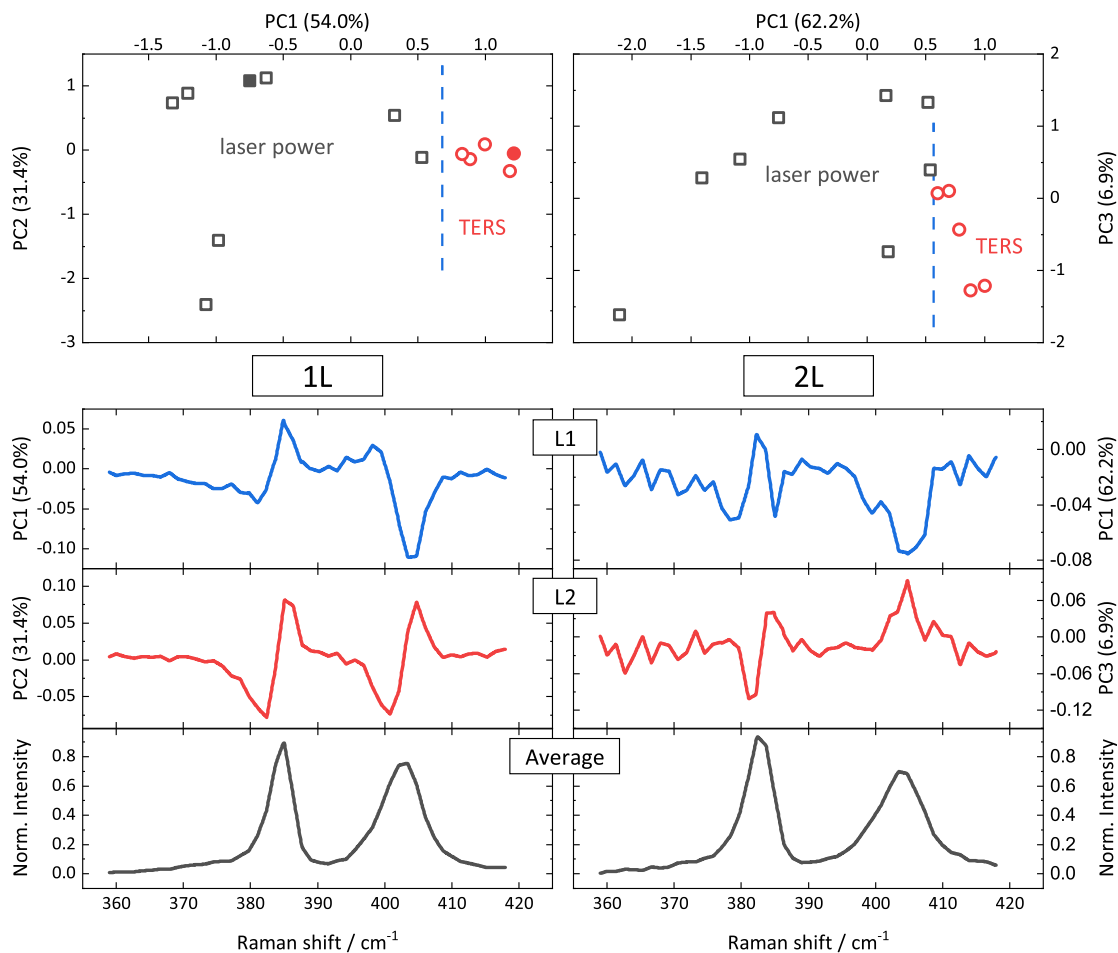 PC1 (54.0%)
-1.5 -1.0 -0.5 0.0 0.5 1.0
PC2 (31.4%)
1
0
-1
-2
-3
laser power
TERS
PC1 (62.2%)
-2.0 -1.5 -1.0 -0.5 0.0 0.5 1.0
PC3 (6.9%)
2
1
0
-1
-2
laser power
TERS
1L
2L
L1
PC1 (54.0%)
0.05
0.00
-0.05
-0.10
PC1 (62.2%)
0.00
-0.04
-0.08
L2
PC2 (31.4%)
0.10
0.05
0.00
-0.05
PC3 (6.9%)
0.06
0.00
-0.06
-0.12
Average
Norm. Intensity
0.8
0.6
0.4
0.2
0.0
Norm. Intensity
0.8
0.6
0.4
0.2
0.0
360 370 380 390 400 410 420
360 370 380 390 400 410 420
Raman shift / cm⁻¹
Raman shift / cm⁻¹